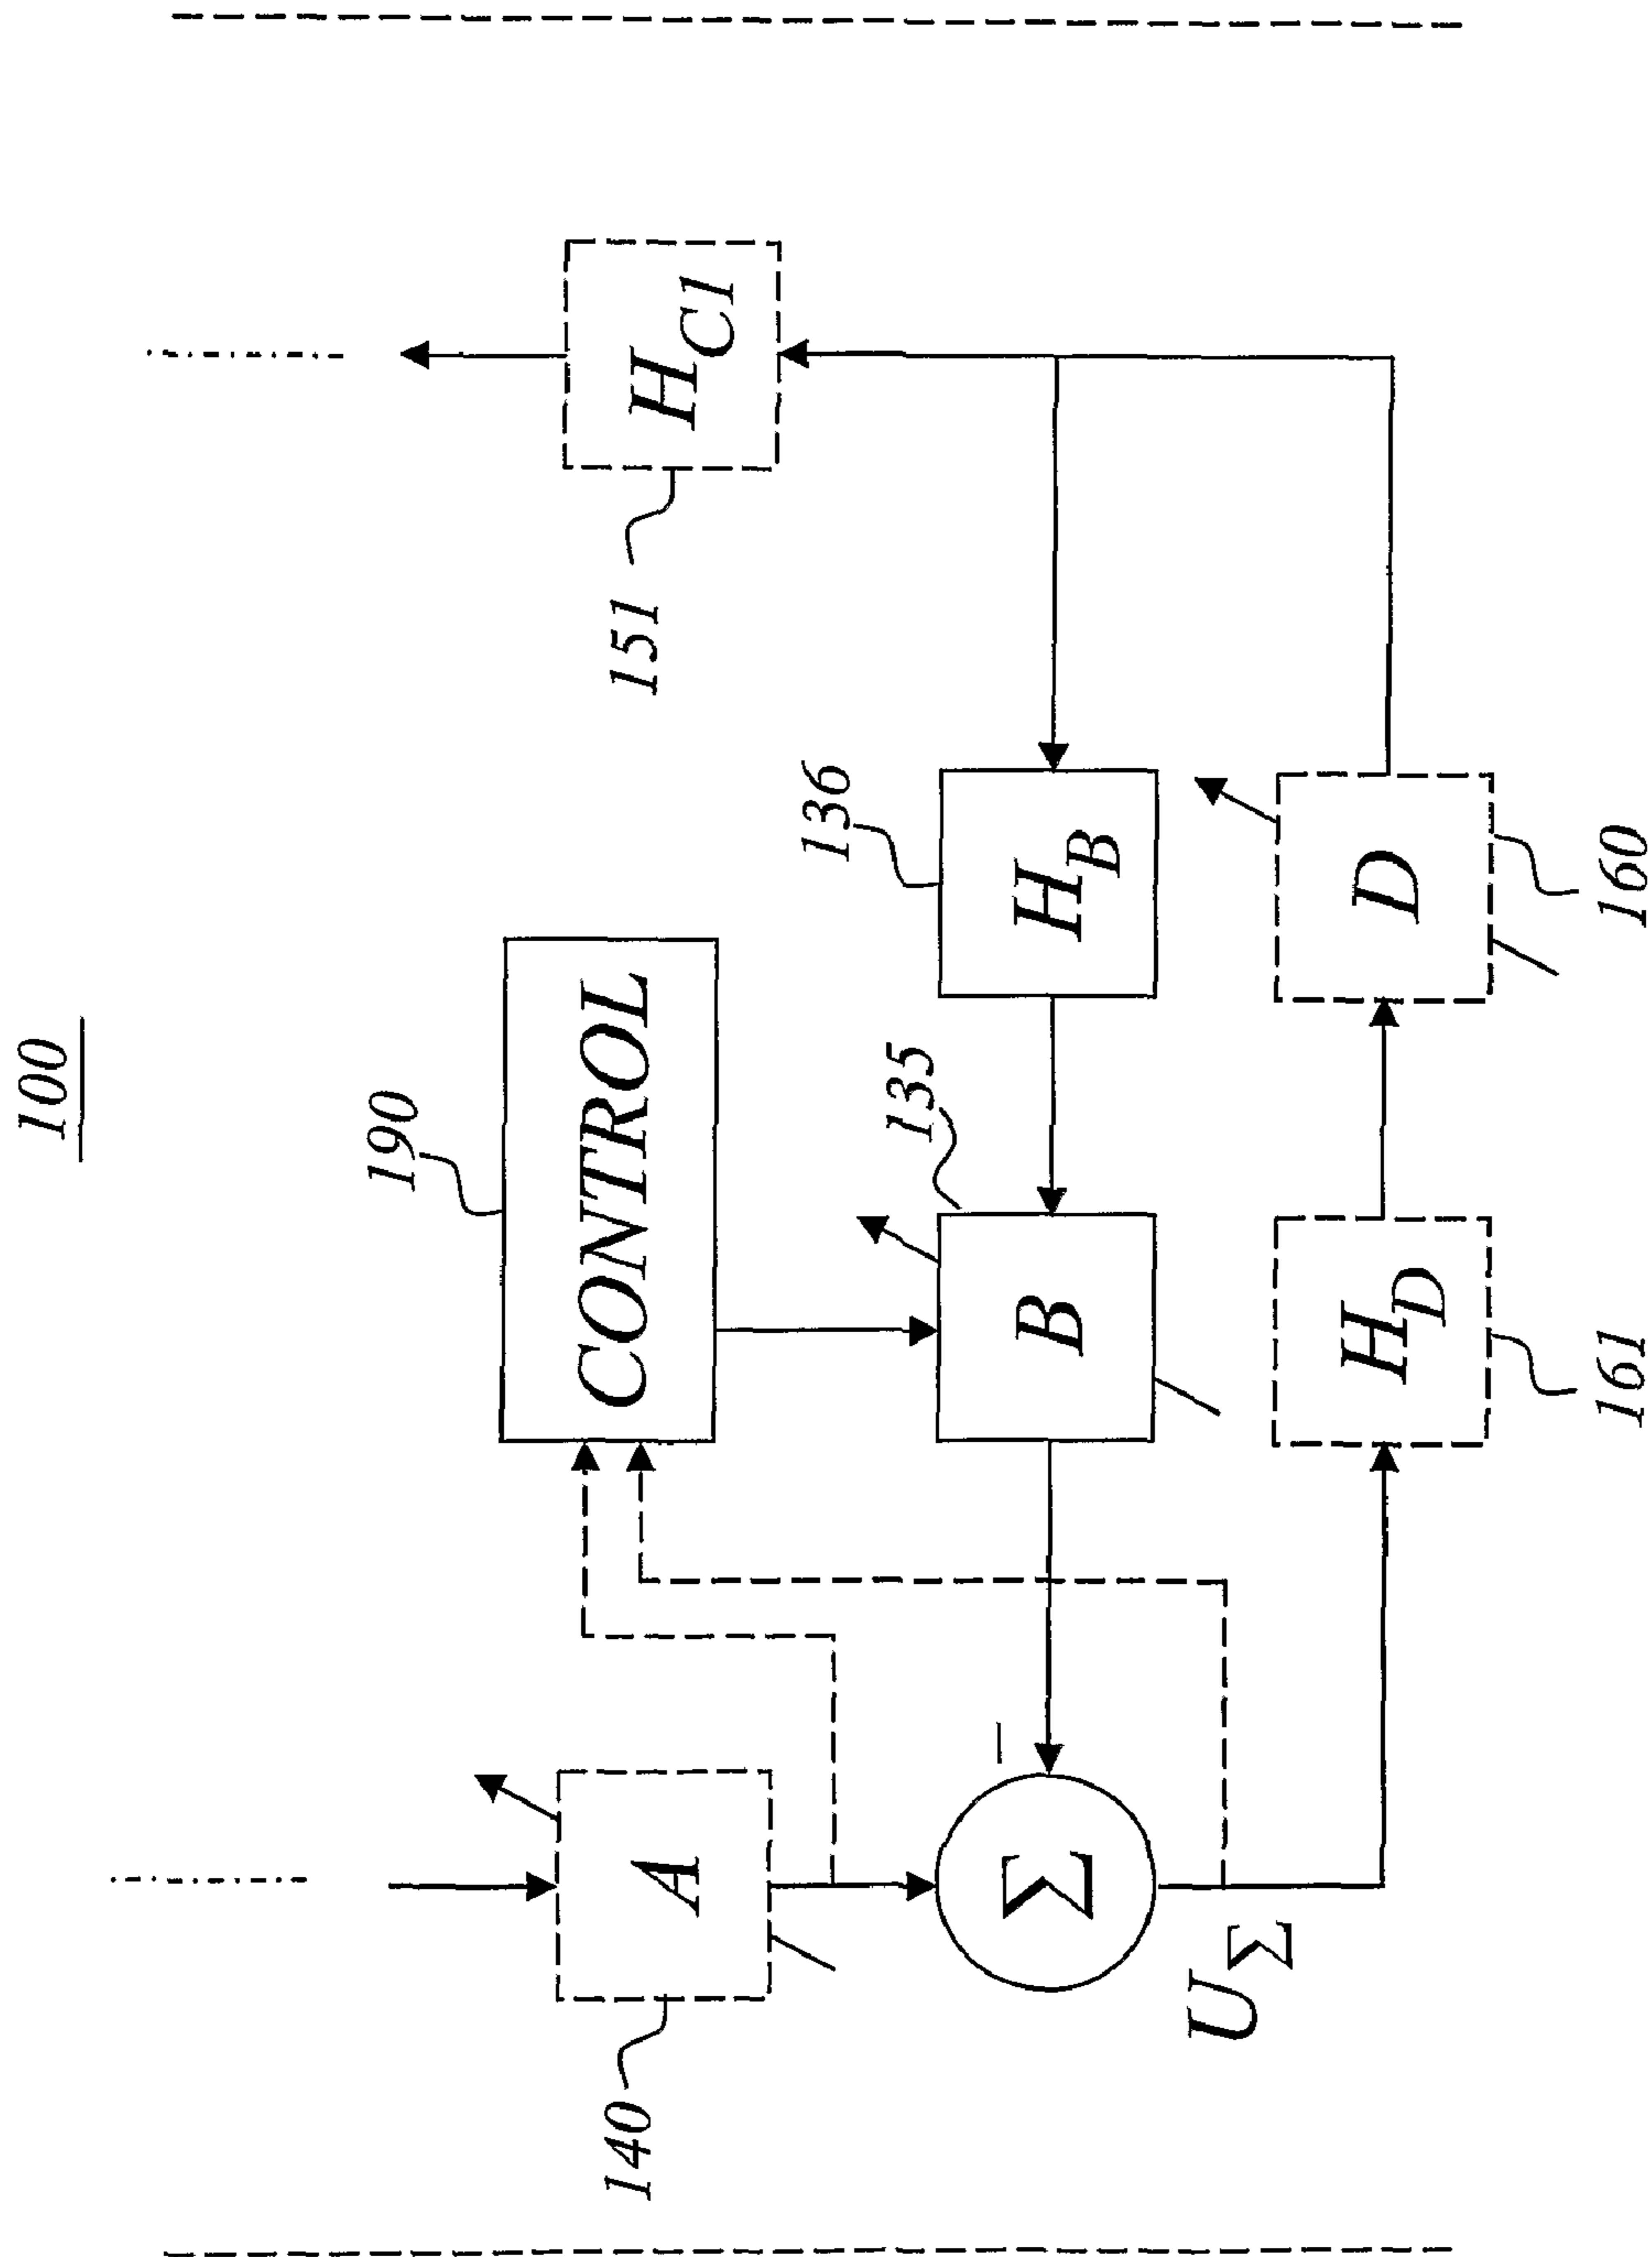 100
190
CONTROL
140
A
151
H_C1
135
B
136
H_B
Σ
−
U_Σ
161
H_D
160
D